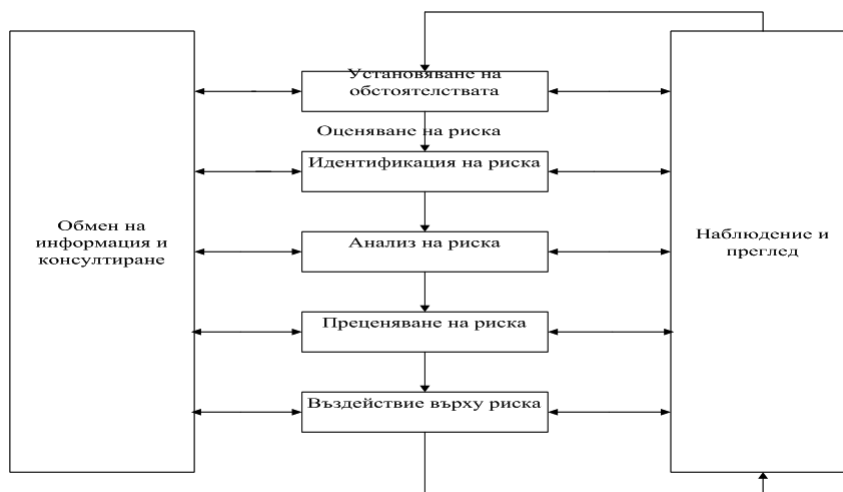 Установяване на
обстоятелствата
Оценяване на риска
Идентификация на риска
Обмен на
информация и
консултиране
Анализ на риска
Наблюдение и
преглед
Преценяване на риска
Въздействие върху риска